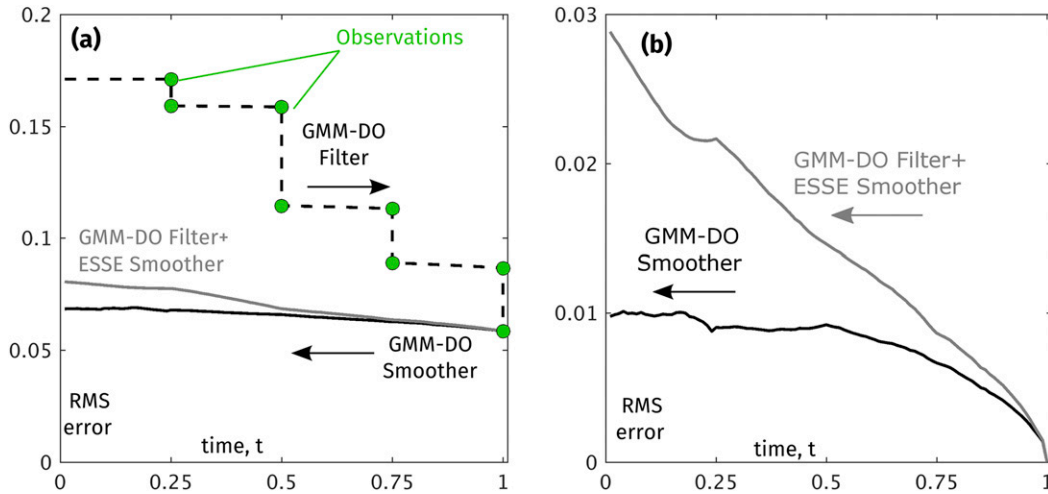 (a)
Observations
GMM-DO
Filter
GMM-DO Filter+
ESSE Smoother
GMM-DO
Smoother
RMS
error
time, t
0.2
0.15
0.1
0.05
0
0
0.25
0.5
0.75
1
(b)
GMM-DO Filter+
ESSE Smoother
GMM-DO
Smoother
RMS
error
time, t
0.03
0.02
0.01
0
0
0.25
0.5
0.75
1